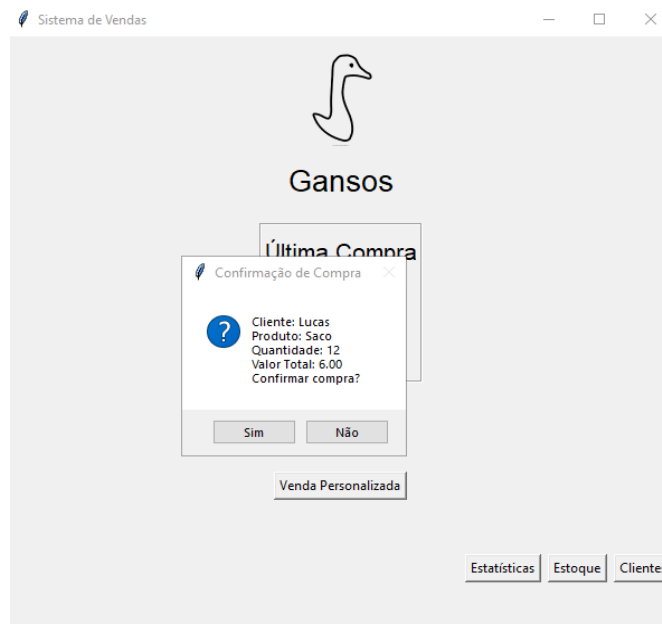 Sistema de Vendas
Gansos
Última Compra
Confirmação de Compra
?
Cliente: Lucas
Produto: Saco
Quantidade: 12
Valor Total: 6.00
Confirmar compra?
Sim Não
Venda Personalizada
Estatísticas Estoque Cliente